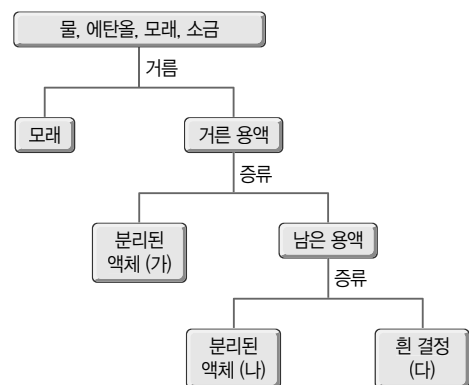 물, 에탄올, 모래, 소금
거름
모래
거른 용액
증류
분리된
액체 (가)
남은 용액
증류
분리된
액체 (나)
흰 결정
(다)